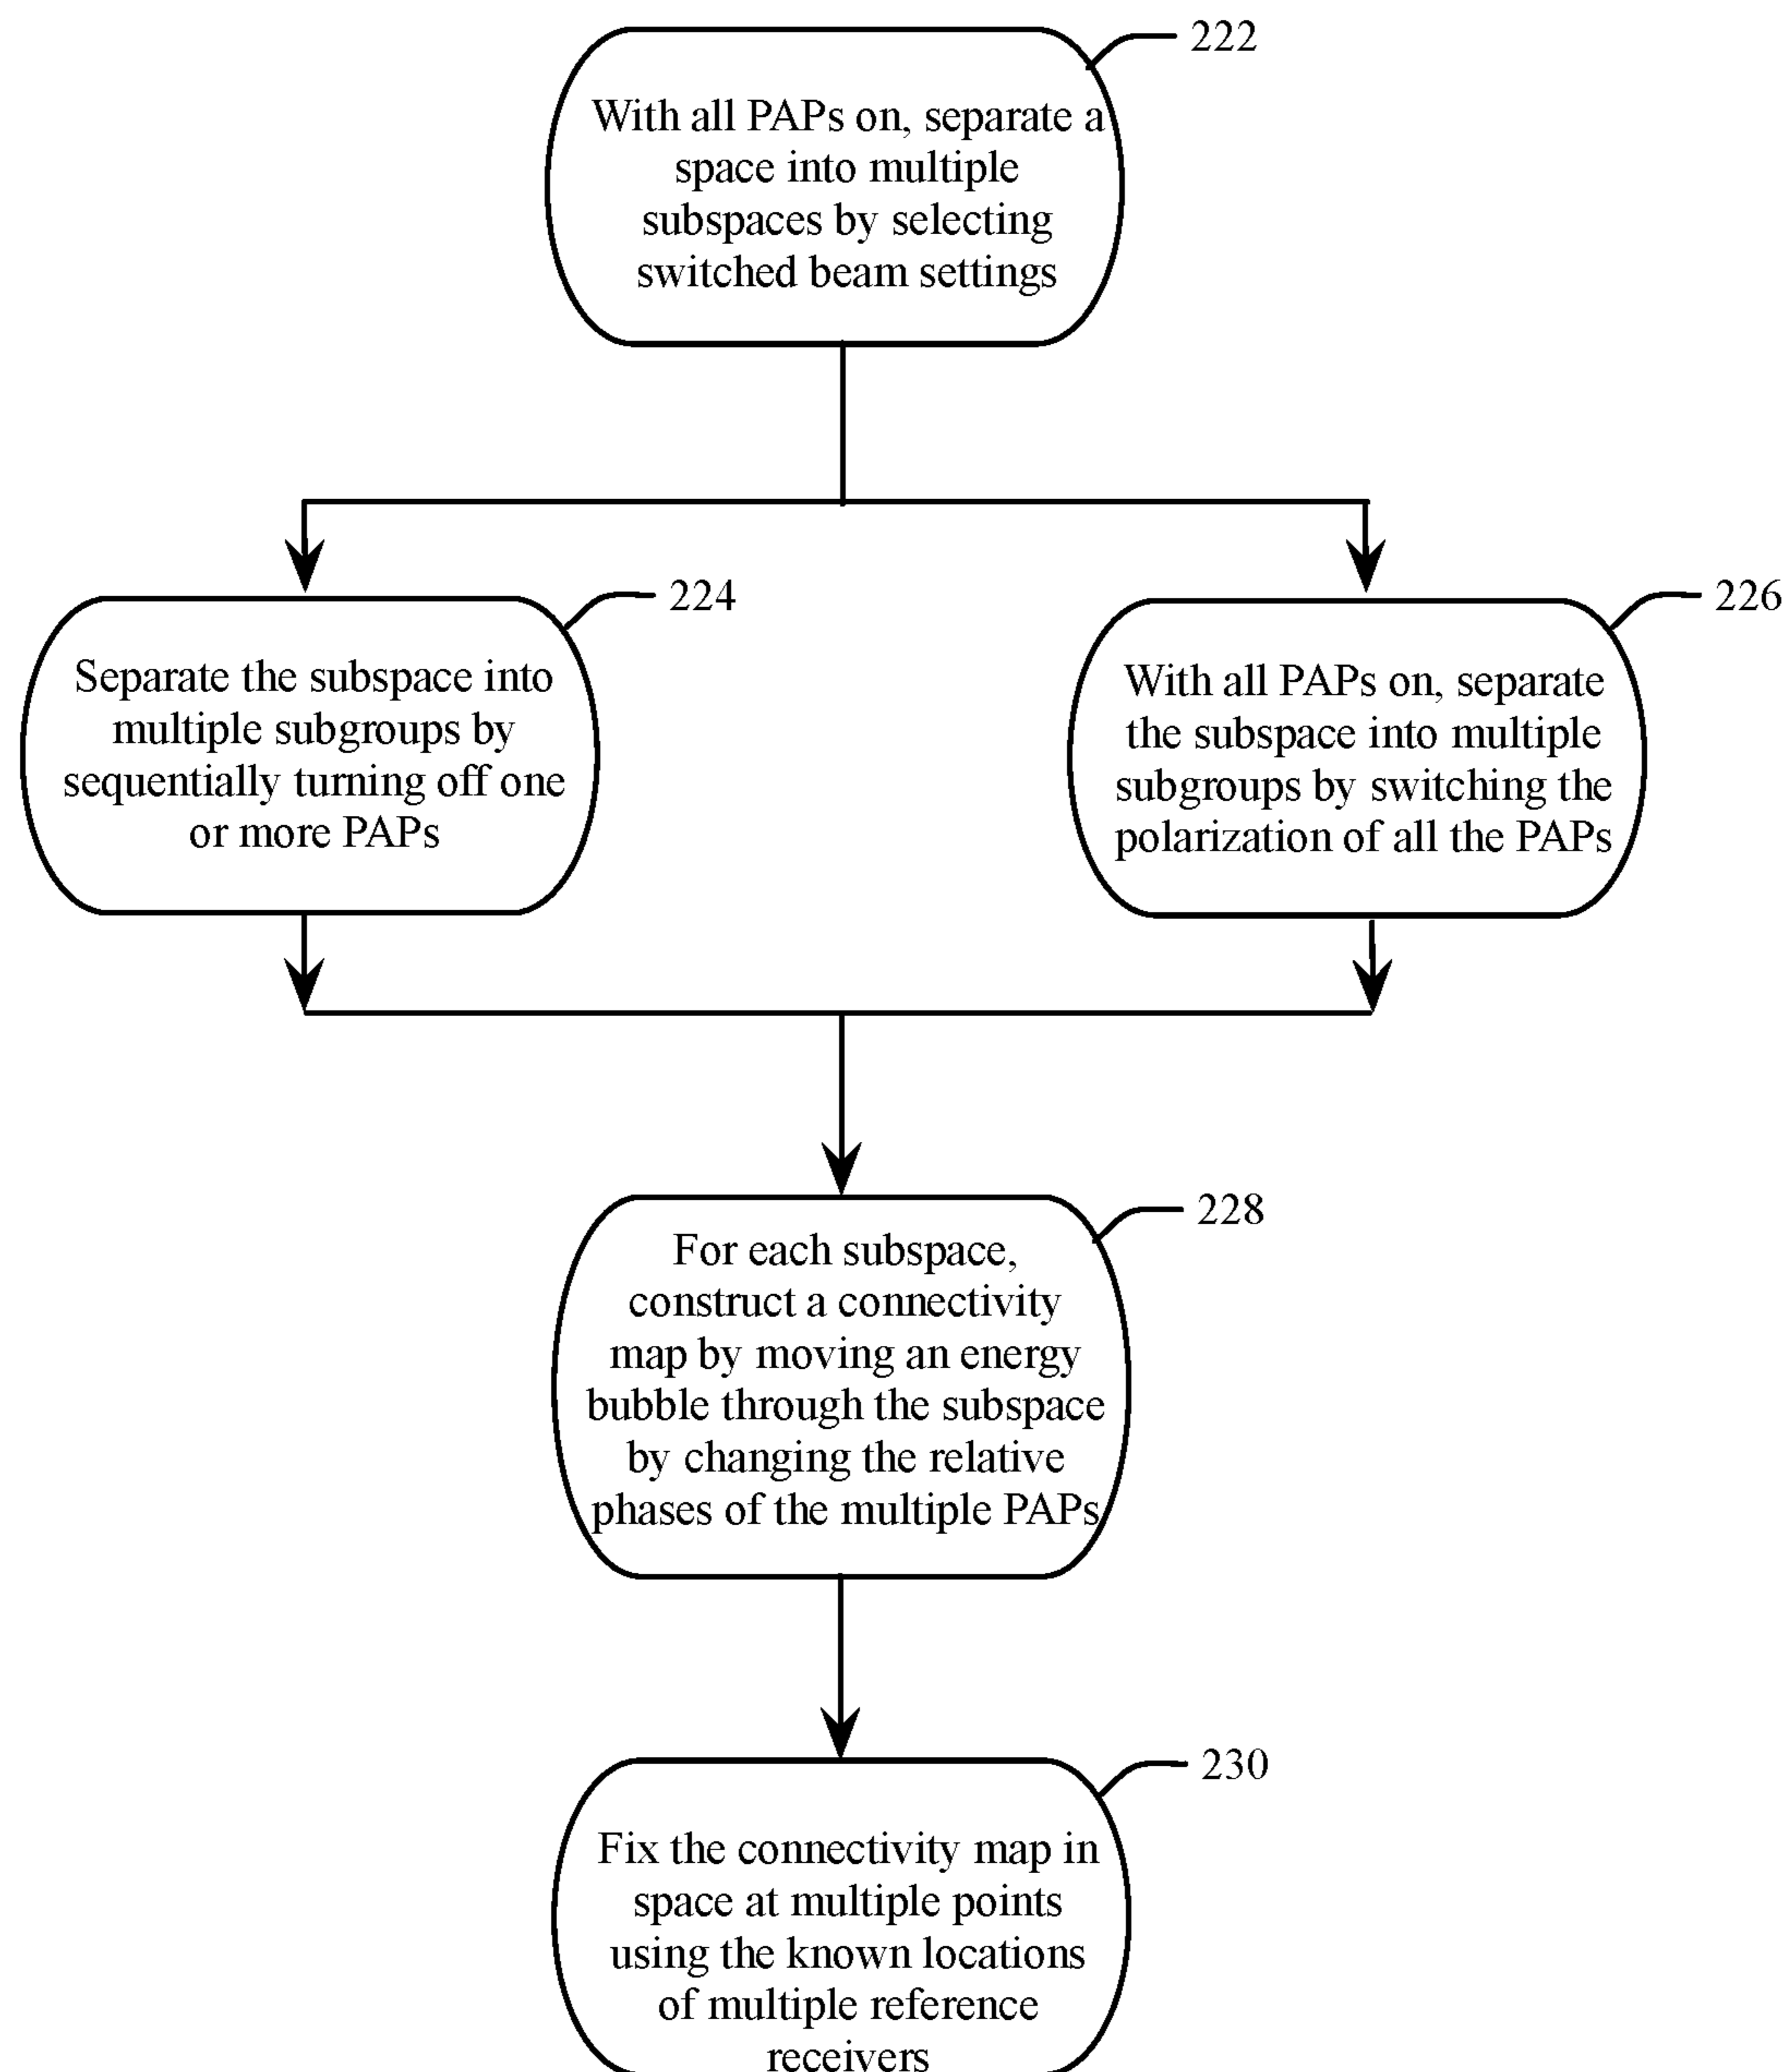 222
With all PAPs on, separate a
space into multiple
subspaces by selecting
switched beam settings
224
Separate the subspace into
multiple subgroups by
sequentially turning off one
or more PAPs
226
With all PAPs on, separate
the subspace into multiple
subgroups by switching the
polarization of all the PAPs
228
For each subspace,
construct a connectivity
map by moving an energy
bubble through the subspace
by changing the relative
phases of the multiple PAPs
230
Fix the connectivity map in
space at multiple points
using the known locations
of multiple reference
receivers